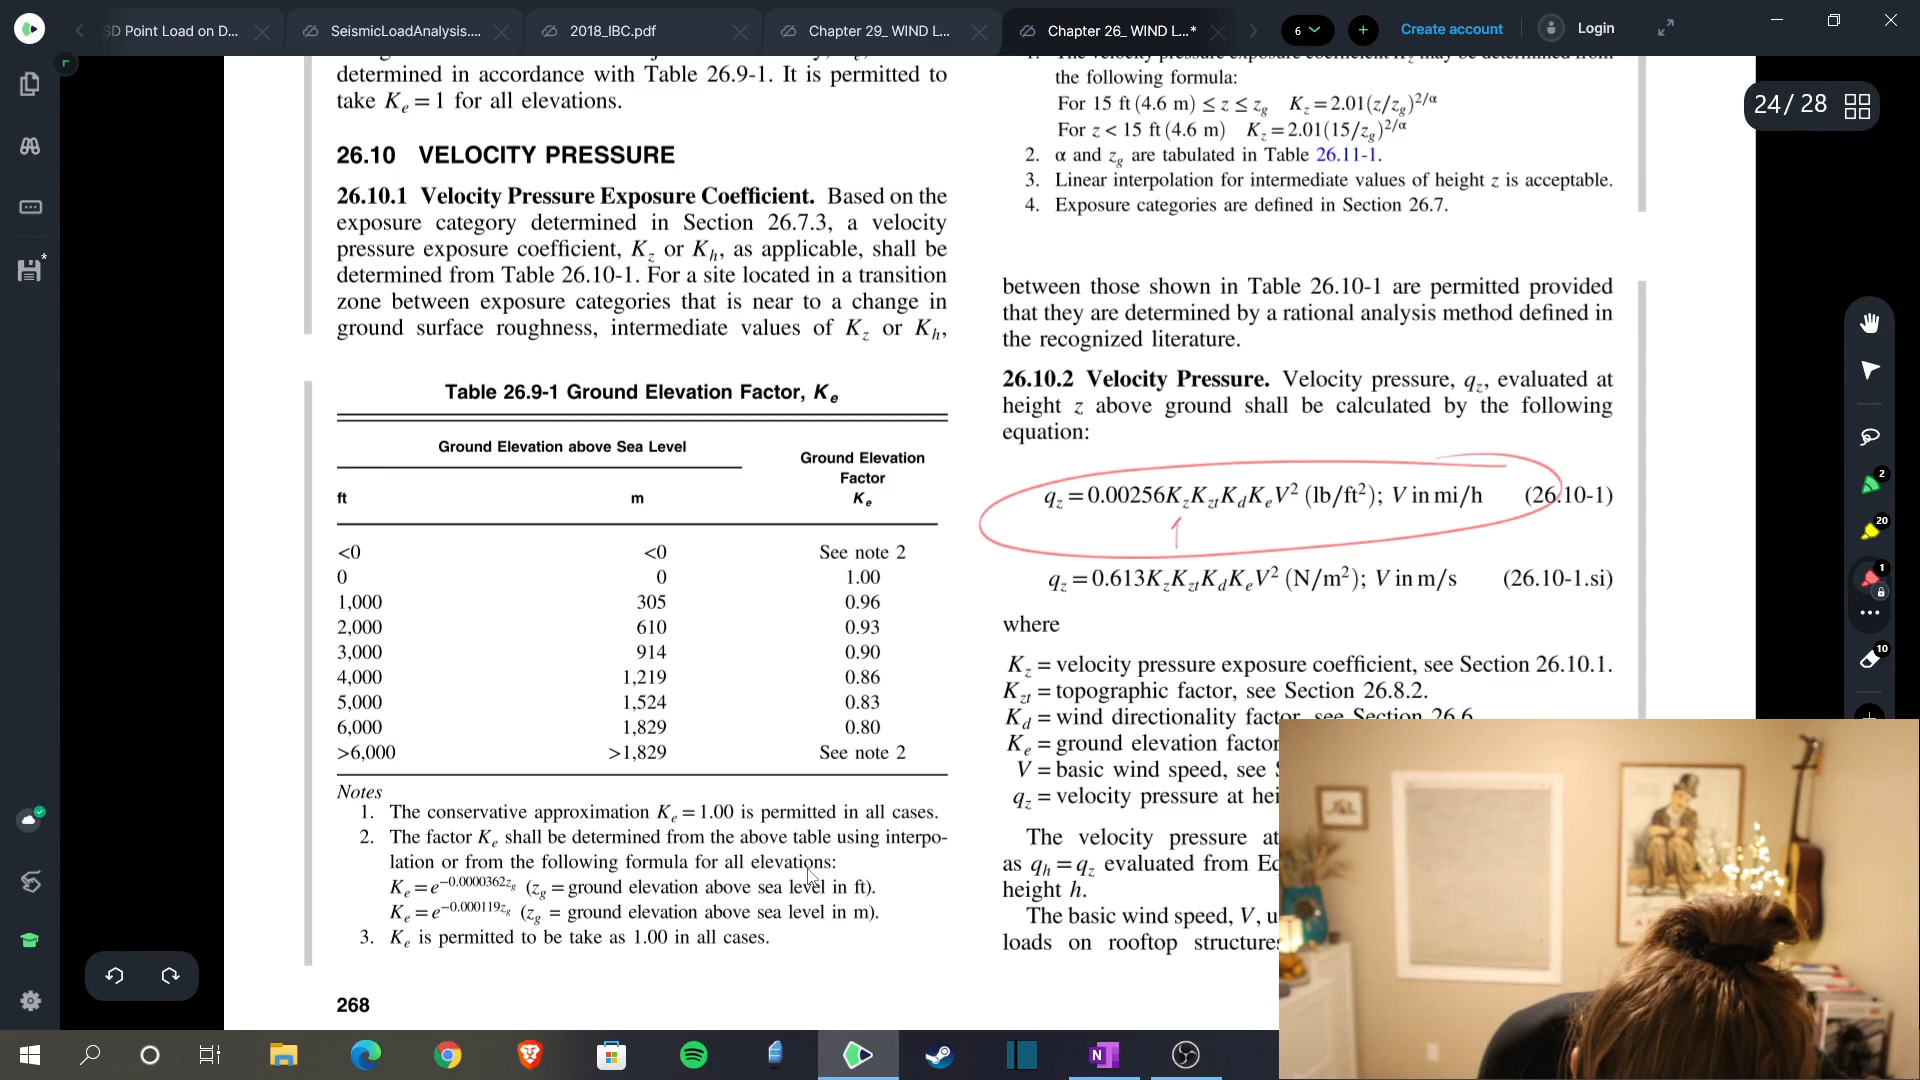 SD Point Load on D...
SeismicLoadAnalysis....
2018_IBC.pdf
Chapter 29_ WIND L...
Chapter 26_ WIND L...*
6
Create account
Login
24 / 28
determined in accordance with Table 26.9-1. It is permitted to
take Ke = 1 for all elevations.
26.10 VELOCITY PRESSURE
26.10.1 Velocity Pressure Exposure Coefficient. Based on the
exposure category determined in Section 26.7.3, a velocity
pressure exposure coefficient, Kz or Kh, as applicable, shall be
determined from Table 26.10-1. For a site located in a transition
zone between exposure categories that is near to a change in
ground surface roughness, intermediate values of Kz or Kh,
Table 26.9-1 Ground Elevation Factor, Ke
Ground Elevation above Sea Level
Ground Elevation
Factor
ft m Ke
<0 <0 See note 2
0 0 1.00
1,000 305 0.96
2,000 610 0.93
3,000 914 0.90
4,000 1,219 0.86
5,000 1,524 0.83
6,000 1,829 0.80
>6,000 >1,829 See note 2
Notes
1. The conservative approximation Ke = 1.00 is permitted in all cases.
2. The factor Ke shall be determined from the above table using interpo-
lation or from the following formula for all elevations:
Ke = e^−0.0000362zg (zg = ground elevation above sea level in ft).
Ke = e^−0.000119zg (zg = ground elevation above sea level in m).
3. Ke is permitted to be take as 1.00 in all cases.
268
1. The velocity pressure exposure coefficient Kz may be determined from
the following formula:
For 15 ft (4.6 m) ≤ z ≤ zg Kz = 2.01(z/zg)^2/α
For z < 15 ft (4.6 m) Kz = 2.01(15/zg)^2/α
2. α and zg are tabulated in Table 26.11-1.
3. Linear interpolation for intermediate values of height z is acceptable.
4. Exposure categories are defined in Section 26.7.
between those shown in Table 26.10-1 are permitted provided
that they are determined by a rational analysis method defined in
the recognized literature.
26.10.2 Velocity Pressure. Velocity pressure, qz, evaluated at
height z above ground shall be calculated by the following
equation:
qz = 0.00256KzKztKdKeV² (lb/ft²); V in mi/h (26.10-1)
qz = 0.613KzKztKdKeV² (N/m²); V in m/s (26.10-1.si)
where
Kz = velocity pressure exposure coefficient, see Section 26.10.1.
Kzt = topographic factor, see Section 26.8.2.
Kd = wind directionality factor, see Section 26.6
Ke = ground elevation factor
V = basic wind speed, see
qz = velocity pressure at
The velocity pressure at
as qh = qz evaluated from
height h.
The basic wind speed, V,
loads on rooftop structures
2
20
1
10
N